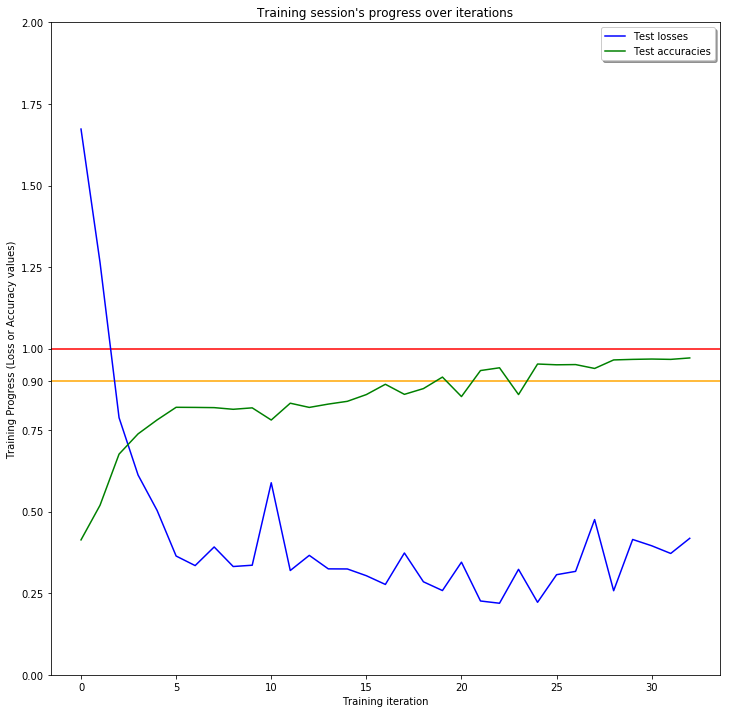 Training session's progress over iterations
Test losses
Test accuracies
2.00
1.75
1.50
1.25
1.00
0.90
0.75
0.50
0.25
0.00
Training Progress (Loss or Accuracy values)
0 5 10 15 20 25 30
Training iteration